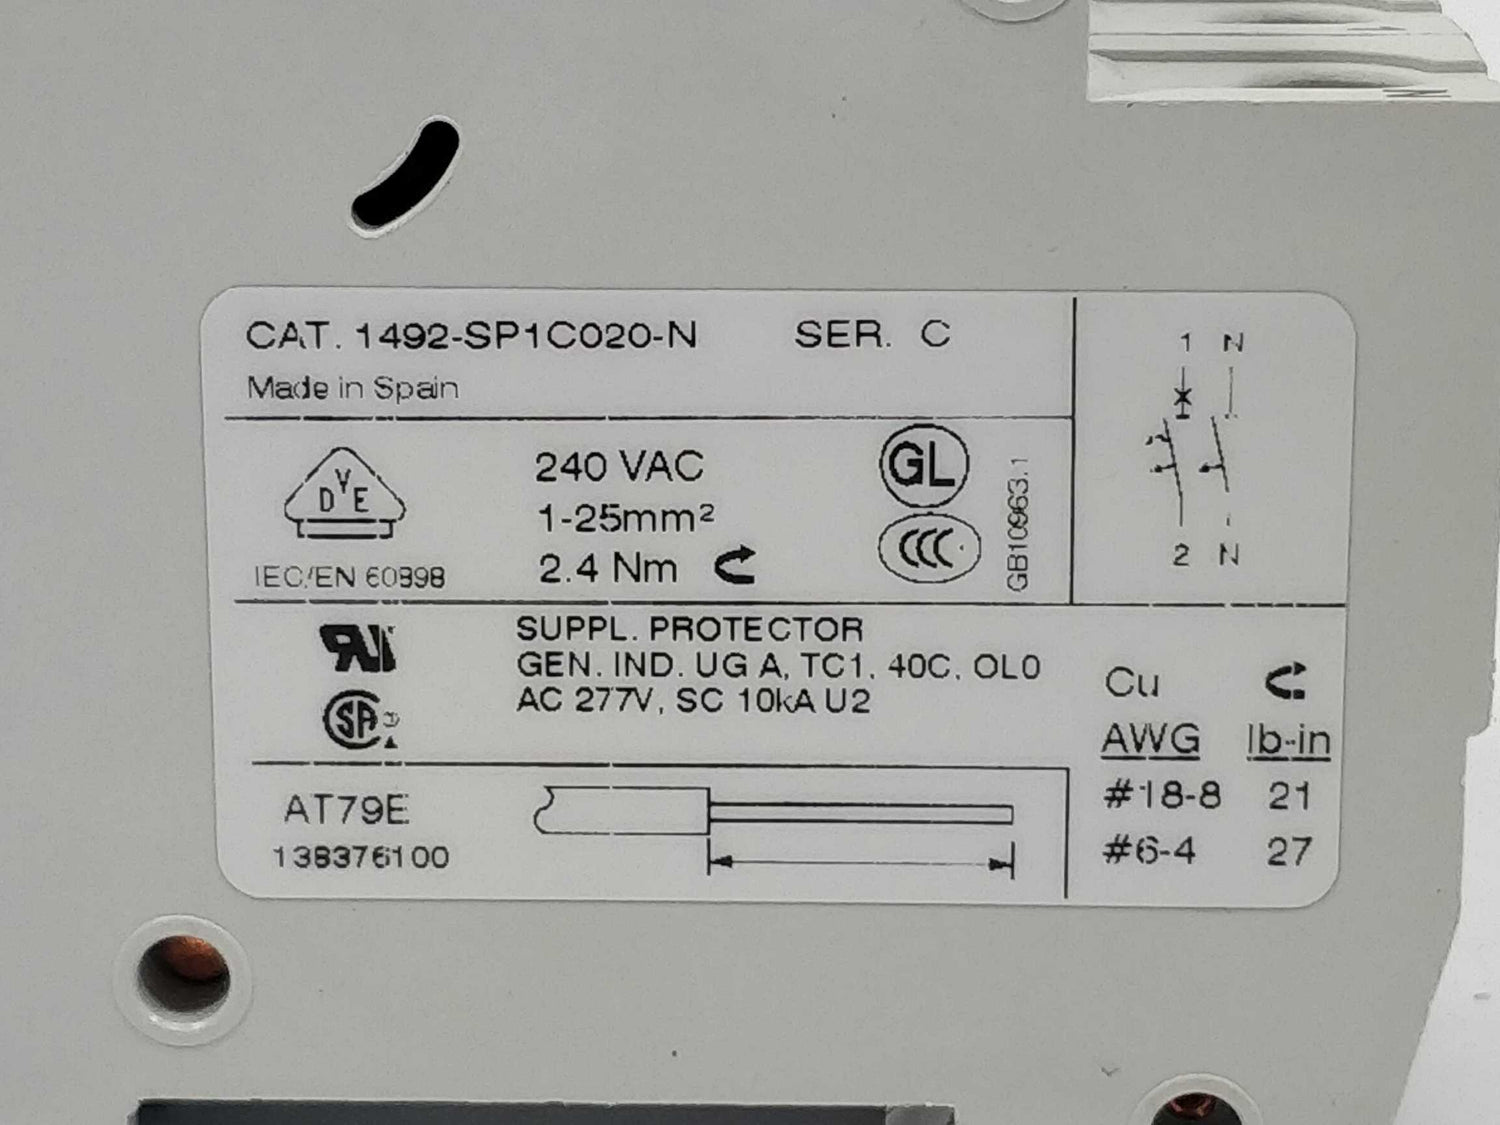 CAT. 1492-SP1C020-N SER. C
Made in Spain
1 N
2 N
DVE
IEC/EN 60898
240 VAC
1-25mm²
2.4 Nm
GL
CCC
GB10963.1
SUPPL. PROTECTOR
GEN. IND. UG A, TC1, 40C, OL0
AC 277V, SC 10kA U2
Cu
AWG lb-in
#18-8 21
#6-4 27
AT79E
138376100